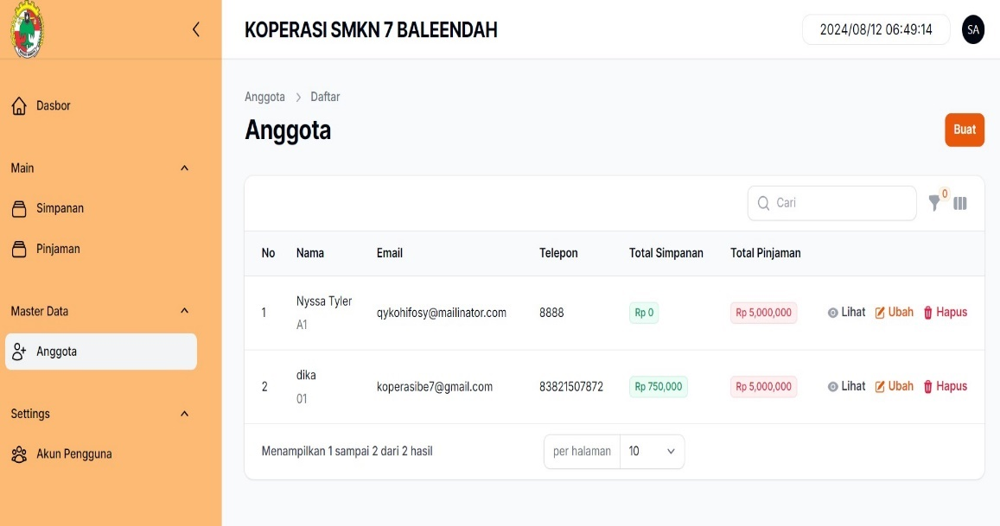 KOPERASI SMKN 7 BALEENDAH
2024/08/12 06:49:14
SA
Dasbor
Main
Simpanan
Pinjaman
Master Data
Anggota
Settings
Akun Pengguna
Anggota > Daftar
Anggota
Buat
Cari
0
No Nama Email Telepon Total Simpanan Total Pinjaman
1 Nyssa Tyler qykohifosy@mailinator.com 8888 Rp 0 Rp 5,000,000 Lihat Ubah Hapus
A1
2 dika koperasibe7@gmail.com 83821507872 Rp 750,000 Rp 5,000,000 Lihat Ubah Hapus
01
Menampilkan 1 sampai 2 dari 2 hasil
per halaman 10